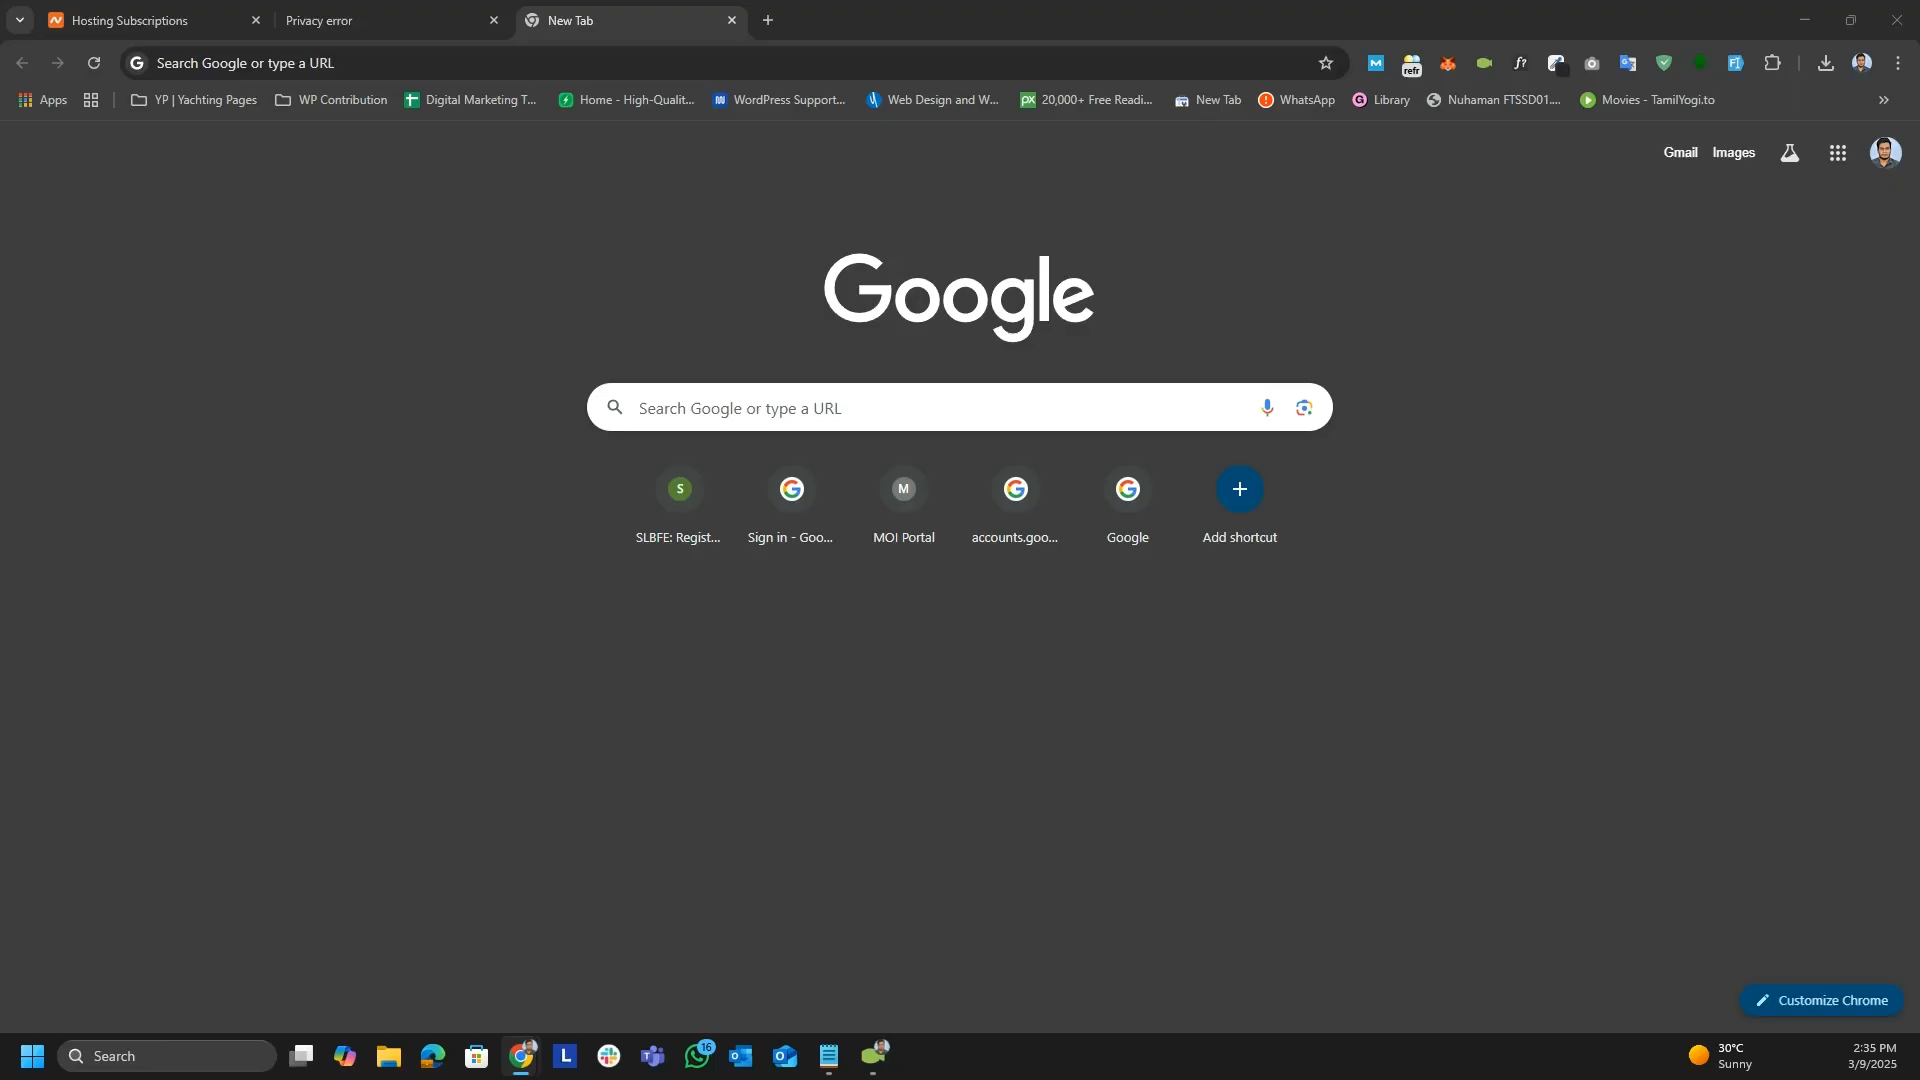 Hosting Subscriptions
Privacy error
New Tab
Search Google or type a URL
refr
f?
Apps
YP | Yachting Pages
WP Contribution
Digital Marketing T...
Home - High-Qualit...
WordPress Support...
Web Design and W...
20,000+ Free Readi...
New Tab
WhatsApp
Library
Nuhaman FTSSD01....
Movies - TamilYogi.to
Gmail
Images
Google
Search Google or type a URL
S
M
SLBFE: Regist...
Sign in - Goo...
MOI Portal
accounts.goo...
Google
Add shortcut
Customize Chrome
Search
L
16
30°C
Sunny
2:35 PM
3/9/2025